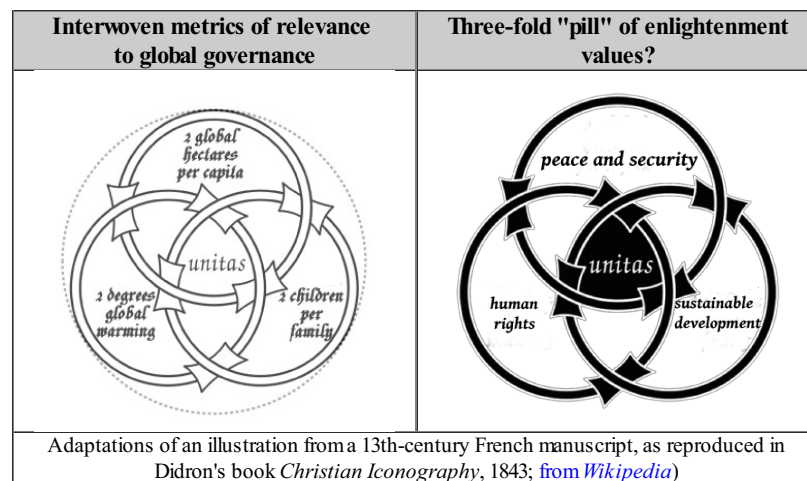 Interwoven metrics of relevance
to global governance
Three-fold "pill" of enlightenment
values?
2 global
hectares
per capita
unitas
2 degrees
global
warming
2 children
per
family
peace and security
unitas
human
rights
sustainable
development
Adaptations of an illustration from a 13th-century French manuscript, as reproduced in
Didron's book Christian Iconography, 1843; from Wikipedia)